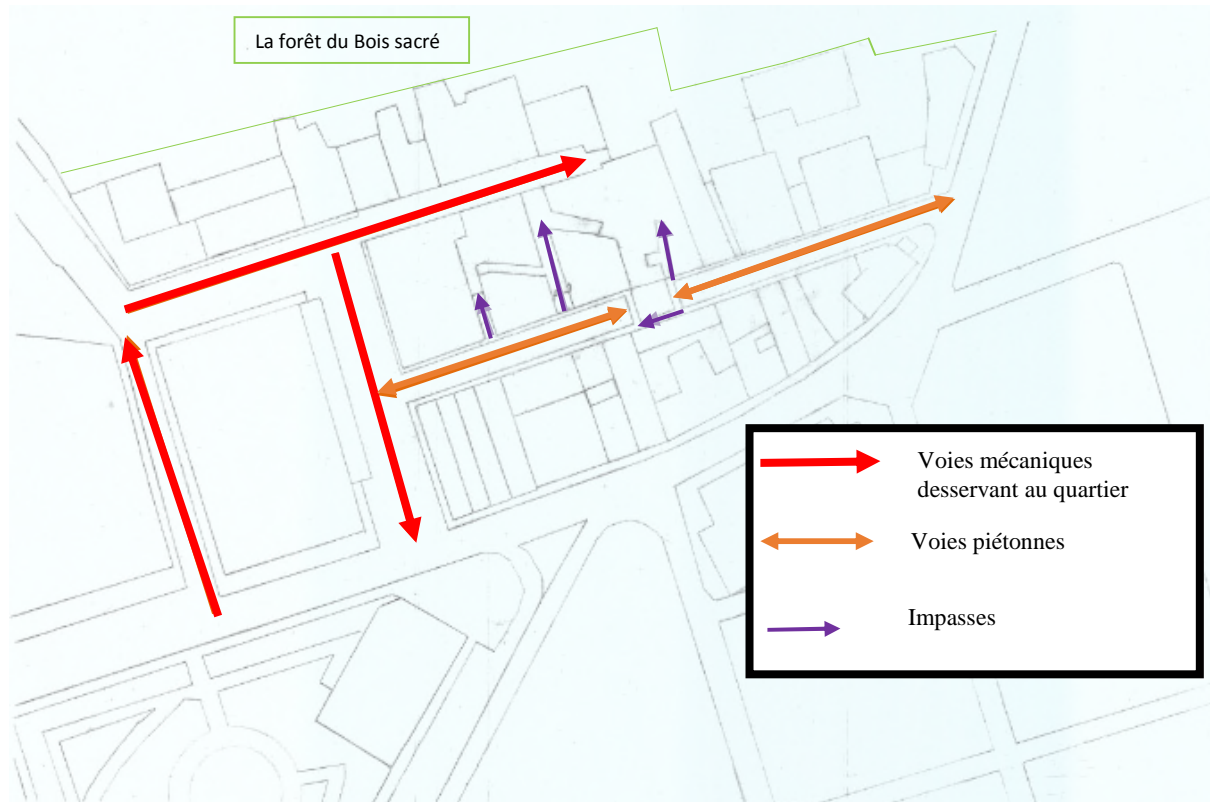 La forêt du Bois sacré
Voies mécaniques
desservant au quartier
Voies piétonnes
Impasses